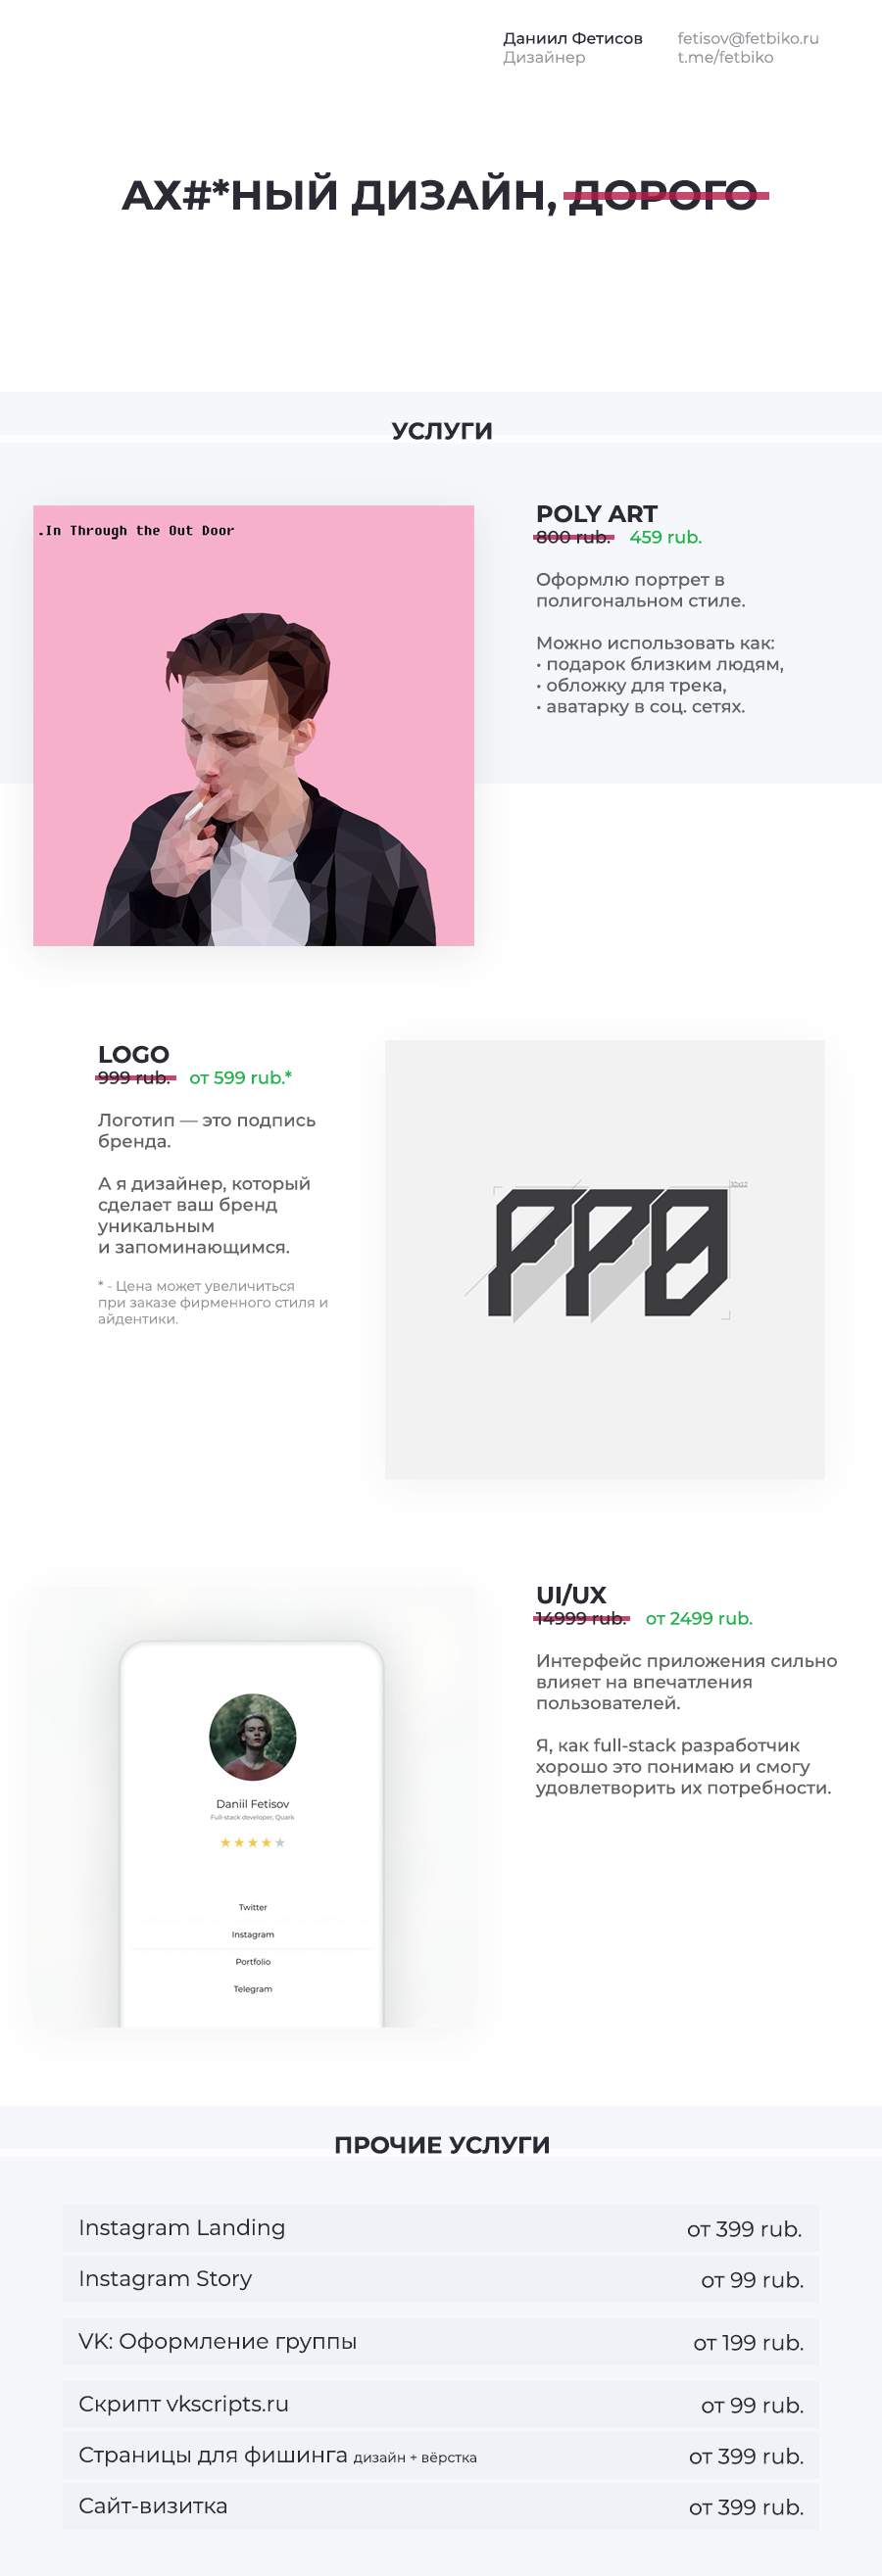 Даниил Фетисов
Дизайнер
fetisov@fetbiko.ru
t.me/fetbiko
АХ#*НЫЙ ДИЗАЙН, ДОРОГО
УСЛУГИ
.In Through the Out Door
POLY ART
800 rub. 459 rub.
Оформлю портрет в
полигональном стиле.
Можно использовать как:
• подарок близким людям,
• обложку для трека,
• аватарку в соц. сетях.
LOGO
999 rub. от 599 rub.*
Логотип — это подпись
бренда.
А я дизайнер, который
сделает ваш бренд
уникальным
и запоминающимся.
* - Цена может увеличиться
при заказе фирменного стиля и
айдентики.
UI/UX
14999 rub. от 2499 rub.
Интерфейс приложения сильно
влияет на впечатления
пользователей.
Я, как full-stack разработчик
хорошо это понимаю и смогу
удовлетворить их потребности.
Daniil Fetisov
Full-stack developer, Quark
Twitter
Instagram
Portfolio
Telegram
ПРОЧИЕ УСЛУГИ
Instagram Landing от 399 rub.
Instagram Story от 99 rub.
VK: Оформление группы от 199 rub.
Скрипт vkscripts.ru от 99 rub.
Страницы для фишинга дизайн + вёрстка от 399 rub.
Сайт-визитка от 399 rub.